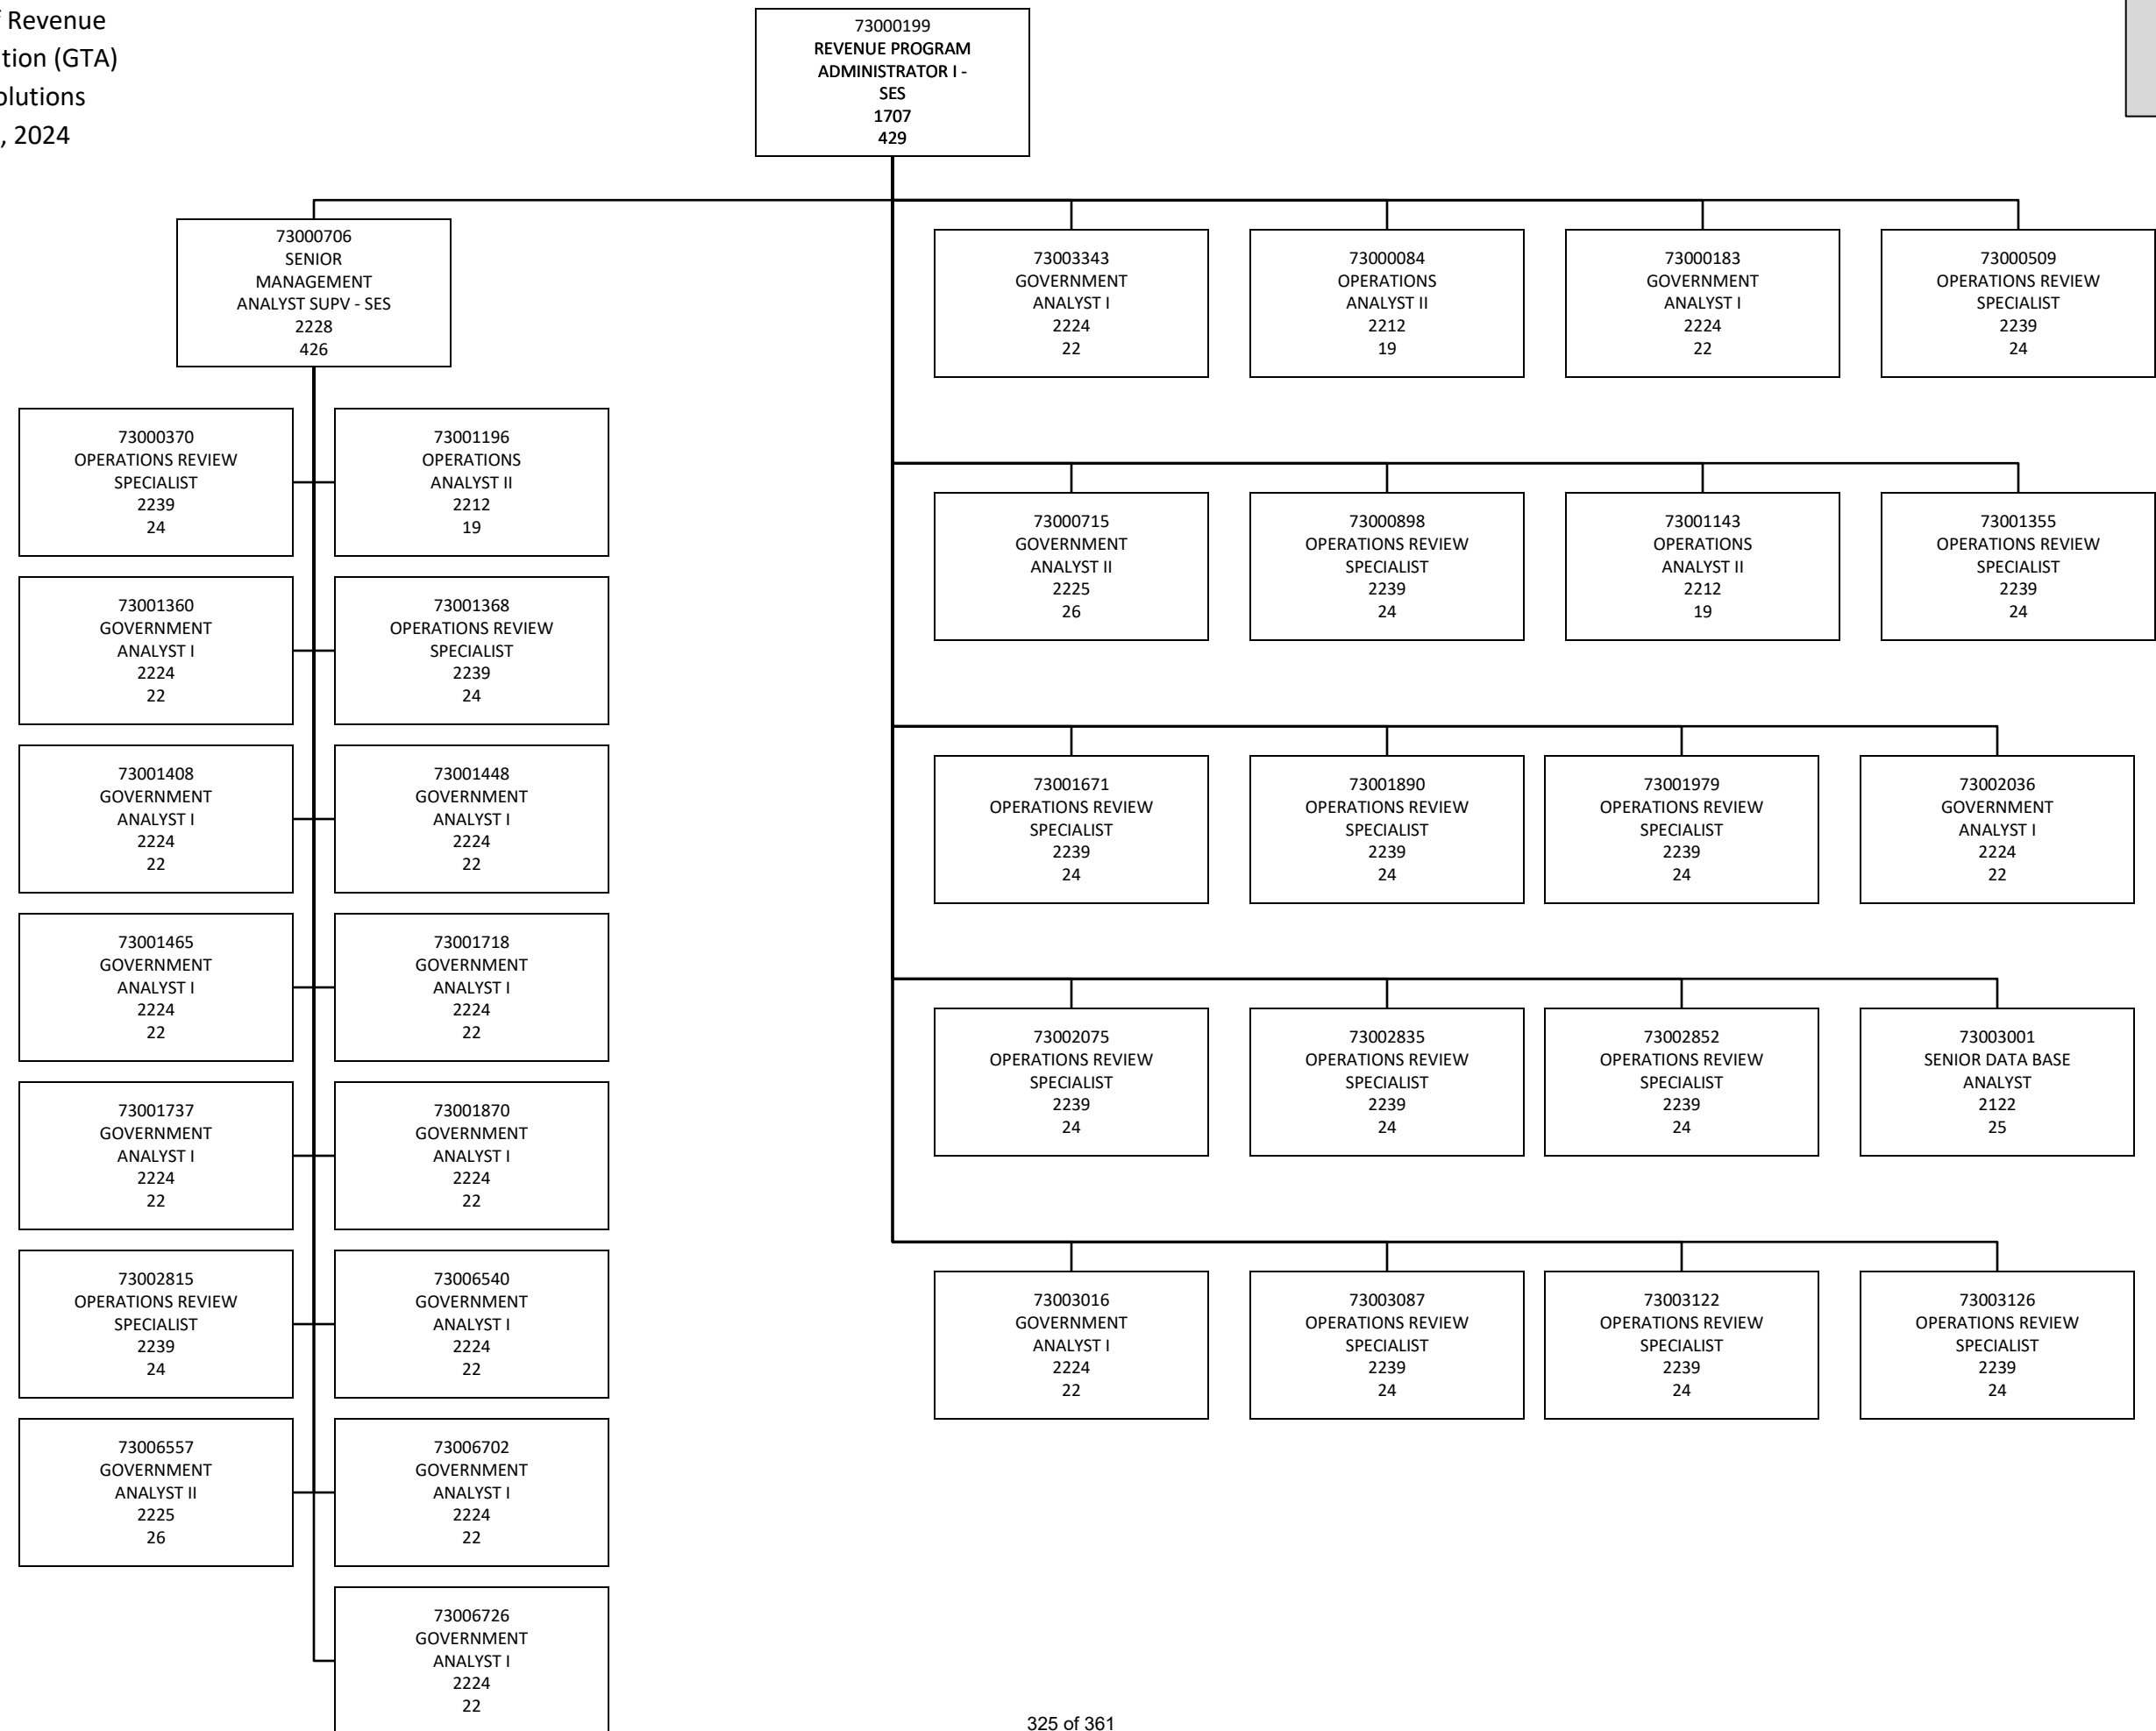 Revenue
tion (GTA)
olutions
, 2024
73000199
REVENUE PROGRAM
ADMINISTRATOR I -
SES
1707
429
73000706
SENIOR
MANAGEMENT
ANALYST SUPV - SES
2228
426
73003343
GOVERNMENT
ANALYST I
2224
22
73000084
OPERATIONS
ANALYST II
2212
19
73000183
GOVERNMENT
ANALYST I
2224
22
73000509
OPERATIONS REVIEW
SPECIALIST
2239
24
73000370
OPERATIONS REVIEW
SPECIALIST
2239
24
73001196
OPERATIONS
ANALYST II
2212
19
73000715
GOVERNMENT
ANALYST II
2225
26
73000898
OPERATIONS REVIEW
SPECIALIST
2239
24
73001143
OPERATIONS
ANALYST II
2212
19
73001355
OPERATIONS REVIEW
SPECIALIST
2239
24
73001360
GOVERNMENT
ANALYST I
2224
22
73001368
OPERATIONS REVIEW
SPECIALIST
2239
24
73001408
GOVERNMENT
ANALYST I
2224
22
73001448
GOVERNMENT
ANALYST I
2224
22
73001671
OPERATIONS REVIEW
SPECIALIST
2239
24
73001890
OPERATIONS REVIEW
SPECIALIST
2239
24
73001979
OPERATIONS REVIEW
SPECIALIST
2239
24
73002036
GOVERNMENT
ANALYST I
2224
22
73001465
GOVERNMENT
ANALYST I
2224
22
73001718
GOVERNMENT
ANALYST I
2224
22
73002075
OPERATIONS REVIEW
SPECIALIST
2239
24
73002835
OPERATIONS REVIEW
SPECIALIST
2239
24
73002852
OPERATIONS REVIEW
SPECIALIST
2239
24
73003001
SENIOR DATA BASE
ANALYST
2122
25
73001737
GOVERNMENT
ANALYST I
2224
22
73001870
GOVERNMENT
ANALYST I
2224
22
73002815
OPERATIONS REVIEW
SPECIALIST
2239
24
73006540
GOVERNMENT
ANALYST I
2224
22
73003016
GOVERNMENT
ANALYST I
2224
22
73003087
OPERATIONS REVIEW
SPECIALIST
2239
24
73003122
OPERATIONS REVIEW
SPECIALIST
2239
24
73003126
OPERATIONS REVIEW
SPECIALIST
2239
24
73006557
GOVERNMENT
ANALYST II
2225
26
73006702
GOVERNMENT
ANALYST I
2224
22
73006726
GOVERNMENT
ANALYST I
2224
22
325 of 361